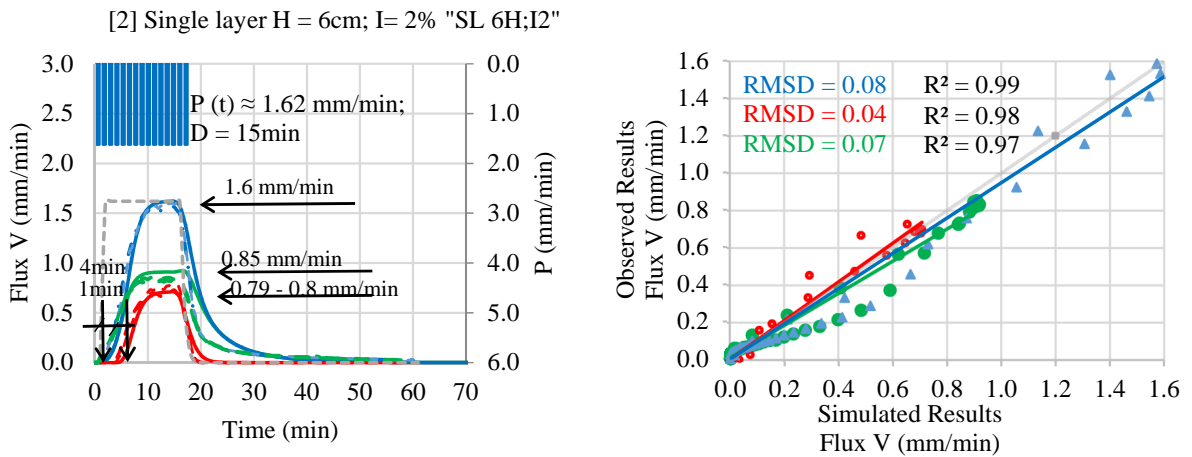 [2] Single layer H = 6cm; I= 2% "SL 6H;I2"
3.0
2.5
2.0
1.5
1.0
0.5
0.0
Flux V (mm/min)
P (t) ≈ 1.62 mm/min;
D = 15min
1.6 mm/min
0.85 mm/min
0.79 - 0.8 mm/min
4min
1min
0.0
1.0
2.0
3.0
4.0
5.0
6.0
P (mm/min)
0 10 20 30 40 50 60 70
Time (min)
1.6
1.4
1.2
1.0
0.8
0.6
0.4
0.2
0.0
Observed Results
Flux V (mm/min)
RMSD = 0.08 R² = 0.99
RMSD = 0.04 R² = 0.98
RMSD = 0.07 R² = 0.97
0.0 0.2 0.4 0.6 0.8 1.0 1.2 1.4 1.6
Simulated Results
Flux V (mm/min)